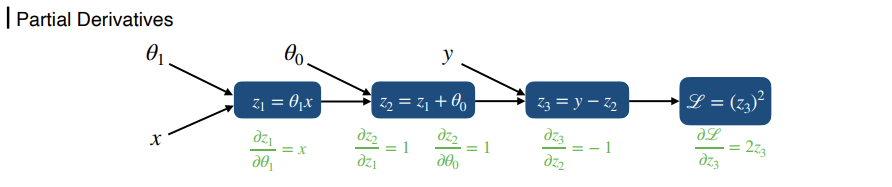 Partial Derivatives
θ₁ θ₀ y
z₁ = θ₁x z₂ = z₁ + θ₀ z₃ = y − z₂ ℒ = (z₃)²
x ∂z₁/∂θ₁ = x ∂z₂/∂z₁ = 1 ∂z₂/∂θ₀ = 1 ∂z₃/∂z₂ = − 1 ∂ℒ/∂z₃ = 2z₃